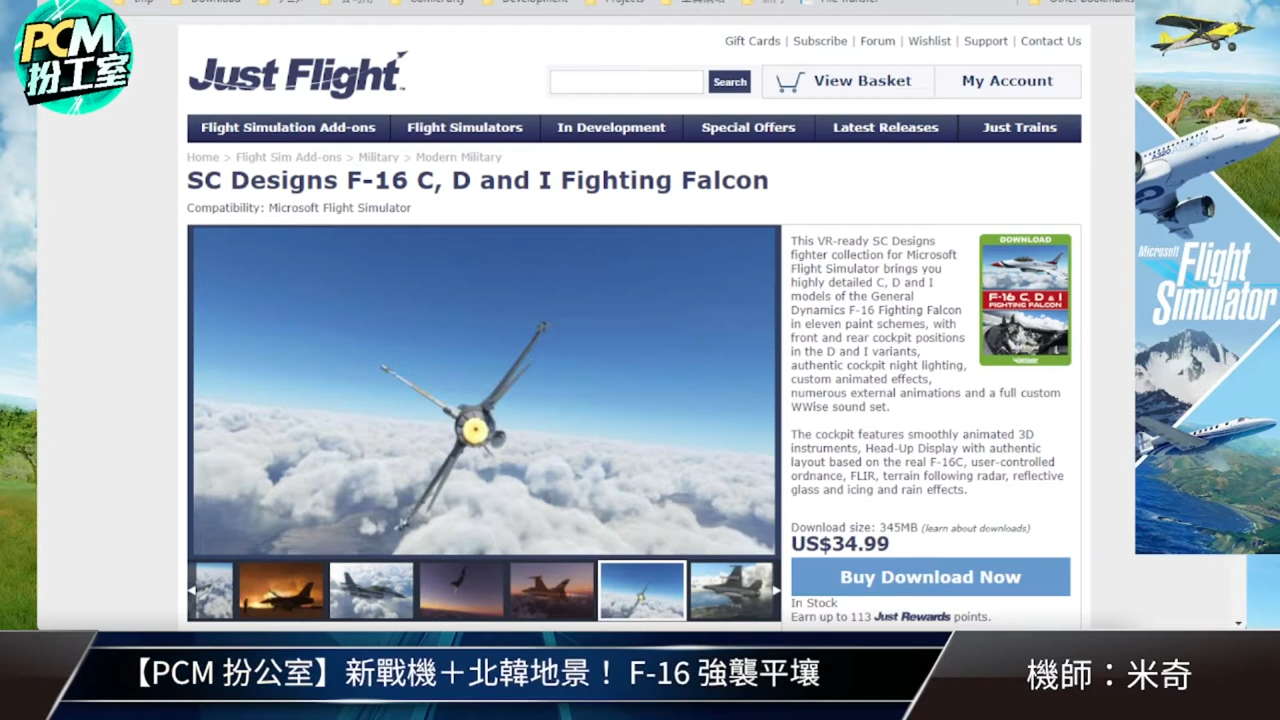 PCM
扮工室
Just Flight
Gift Cards | Subscribe | Forum | Wishlist | Support | Contact Us
Search
View Basket
My Account
Flight Simulation Add-ons
Flight Simulators
In Development
Special Offers
Latest Releases
Just Trains
Home > Flight Sim Add-ons > Military > Modern Military
SC Designs F-16 C, D and I Fighting Falcon
Compatibility: Microsoft Flight Simulator
This VR-ready SC Designs
fighter collection for Microsoft
Flight Simulator brings you
highly detailed C, D and I
models of the General
Dynamics F-16 Fighting Falcon
in eleven paint schemes, with
front and rear cockpit positions
in the D and I variants,
authentic cockpit night lighting,
custom animated effects,
numerous external animations and a full custom
WWise sound set.
DOWNLOAD
F-16 C, D & I
FIGHTING FALCON
The cockpit features smoothly animated 3D
instruments, Head-Up Display with authentic
layout based on the real F-16C, user-controlled
ordnance, FLIR, terrain following radar, reflective
glass and icing and rain effects.
Download size: 345MB (learn about downloads)
US$34.99
Buy Download Now
In Stock
Earn up to 113 Just Rewards points.
Microsoft
Flight
Simulator
【PCM 扮公室】新戰機＋北韓地景！ F-16 強襲平壤
機師：米奇